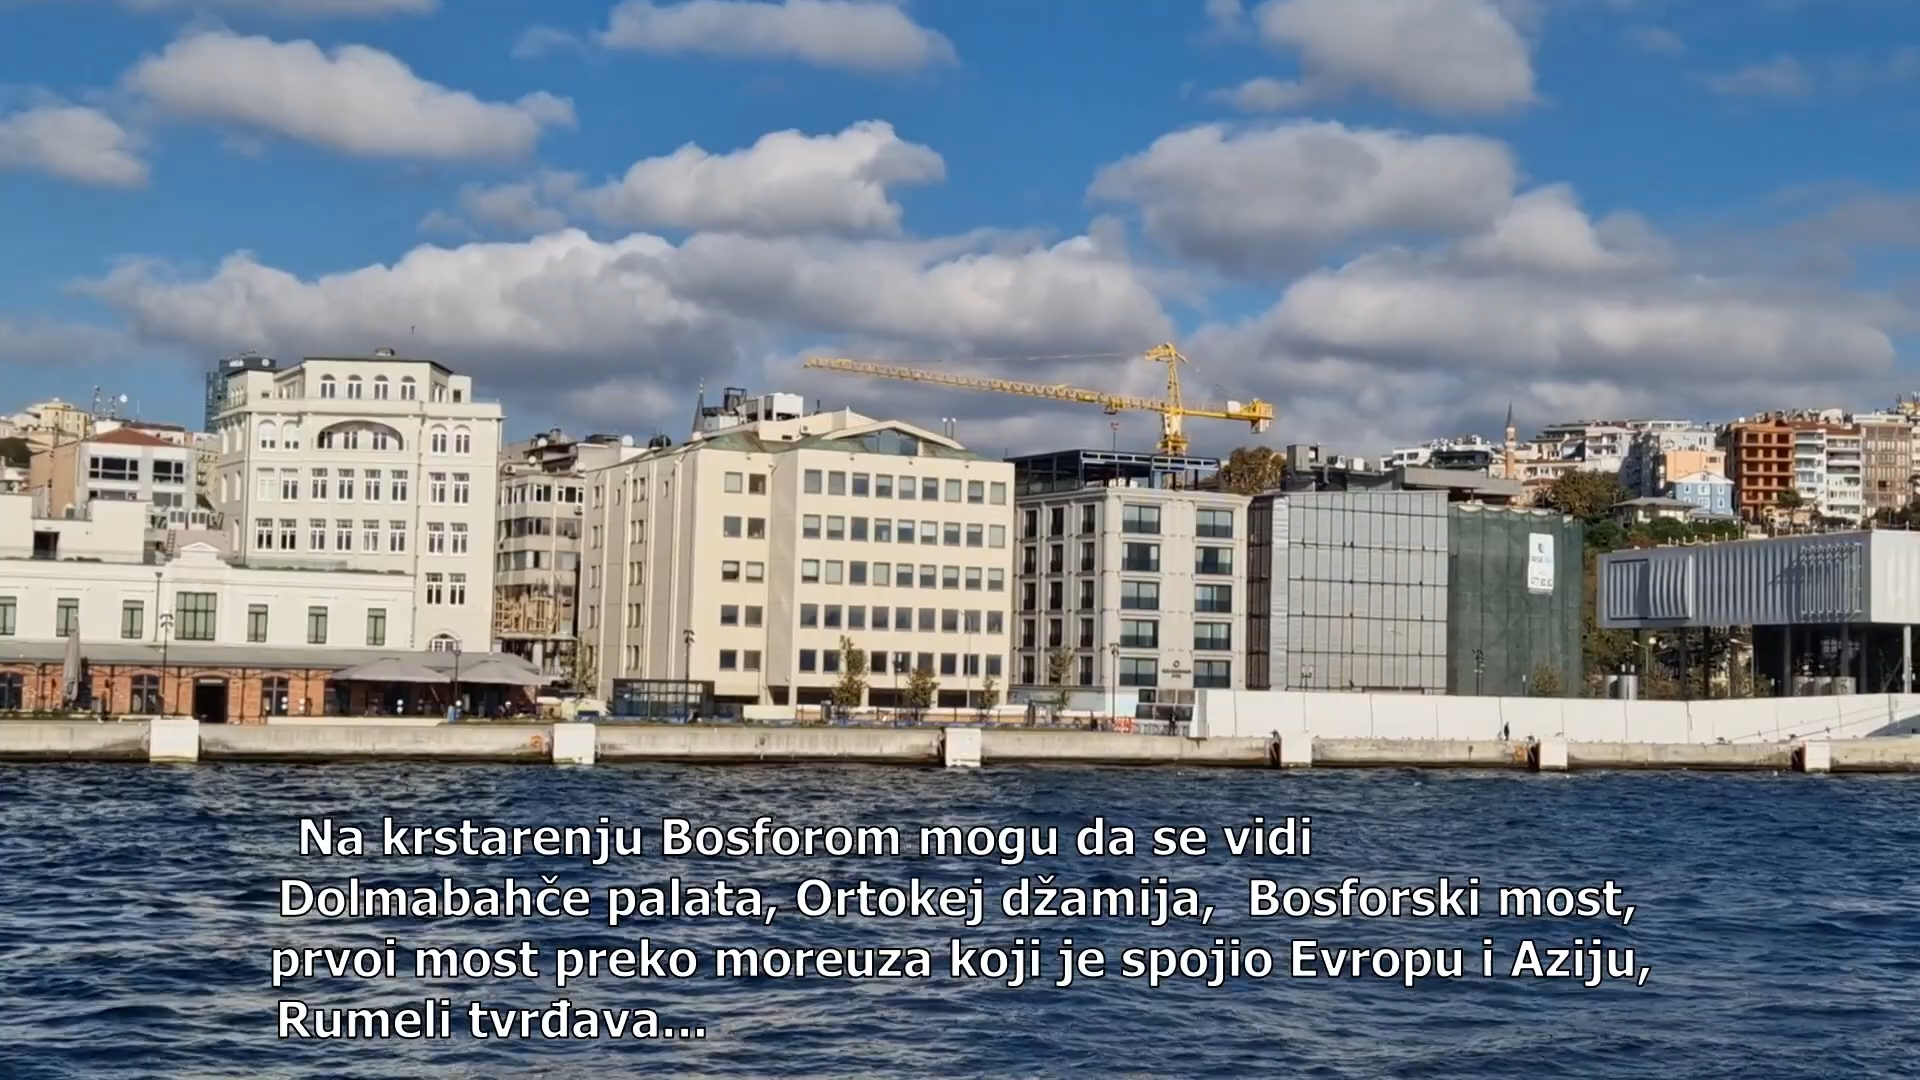 Na krstarenju Bosforom mogu da se vidi
Dolmabahče palata, Ortokej džamija, Bosforski most,
prvoi most preko moreuza koji je spojio Evropu i Aziju,
Rumeli tvrđava...